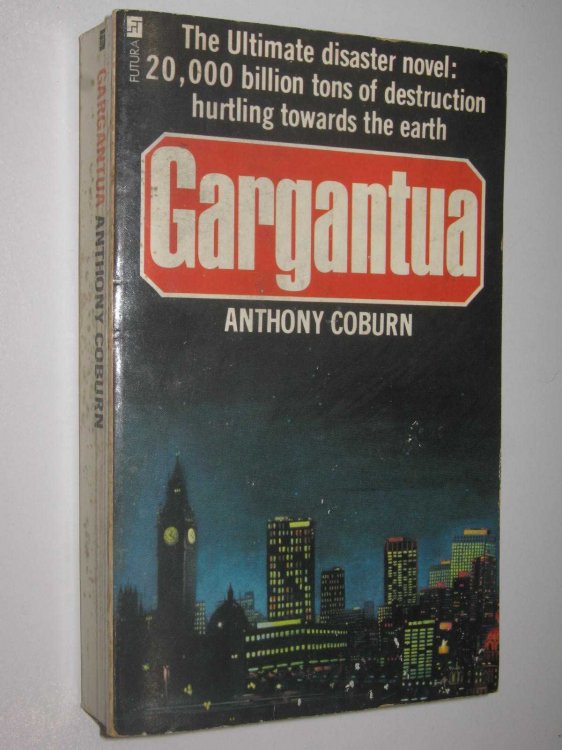 FUTURA
The Ultimate disaster novel:
20,000 billion tons of destruction
hurtling towards the earth
Gargantua
ANTHONY COBURN
GARGANTUA ANTHONY COBURN